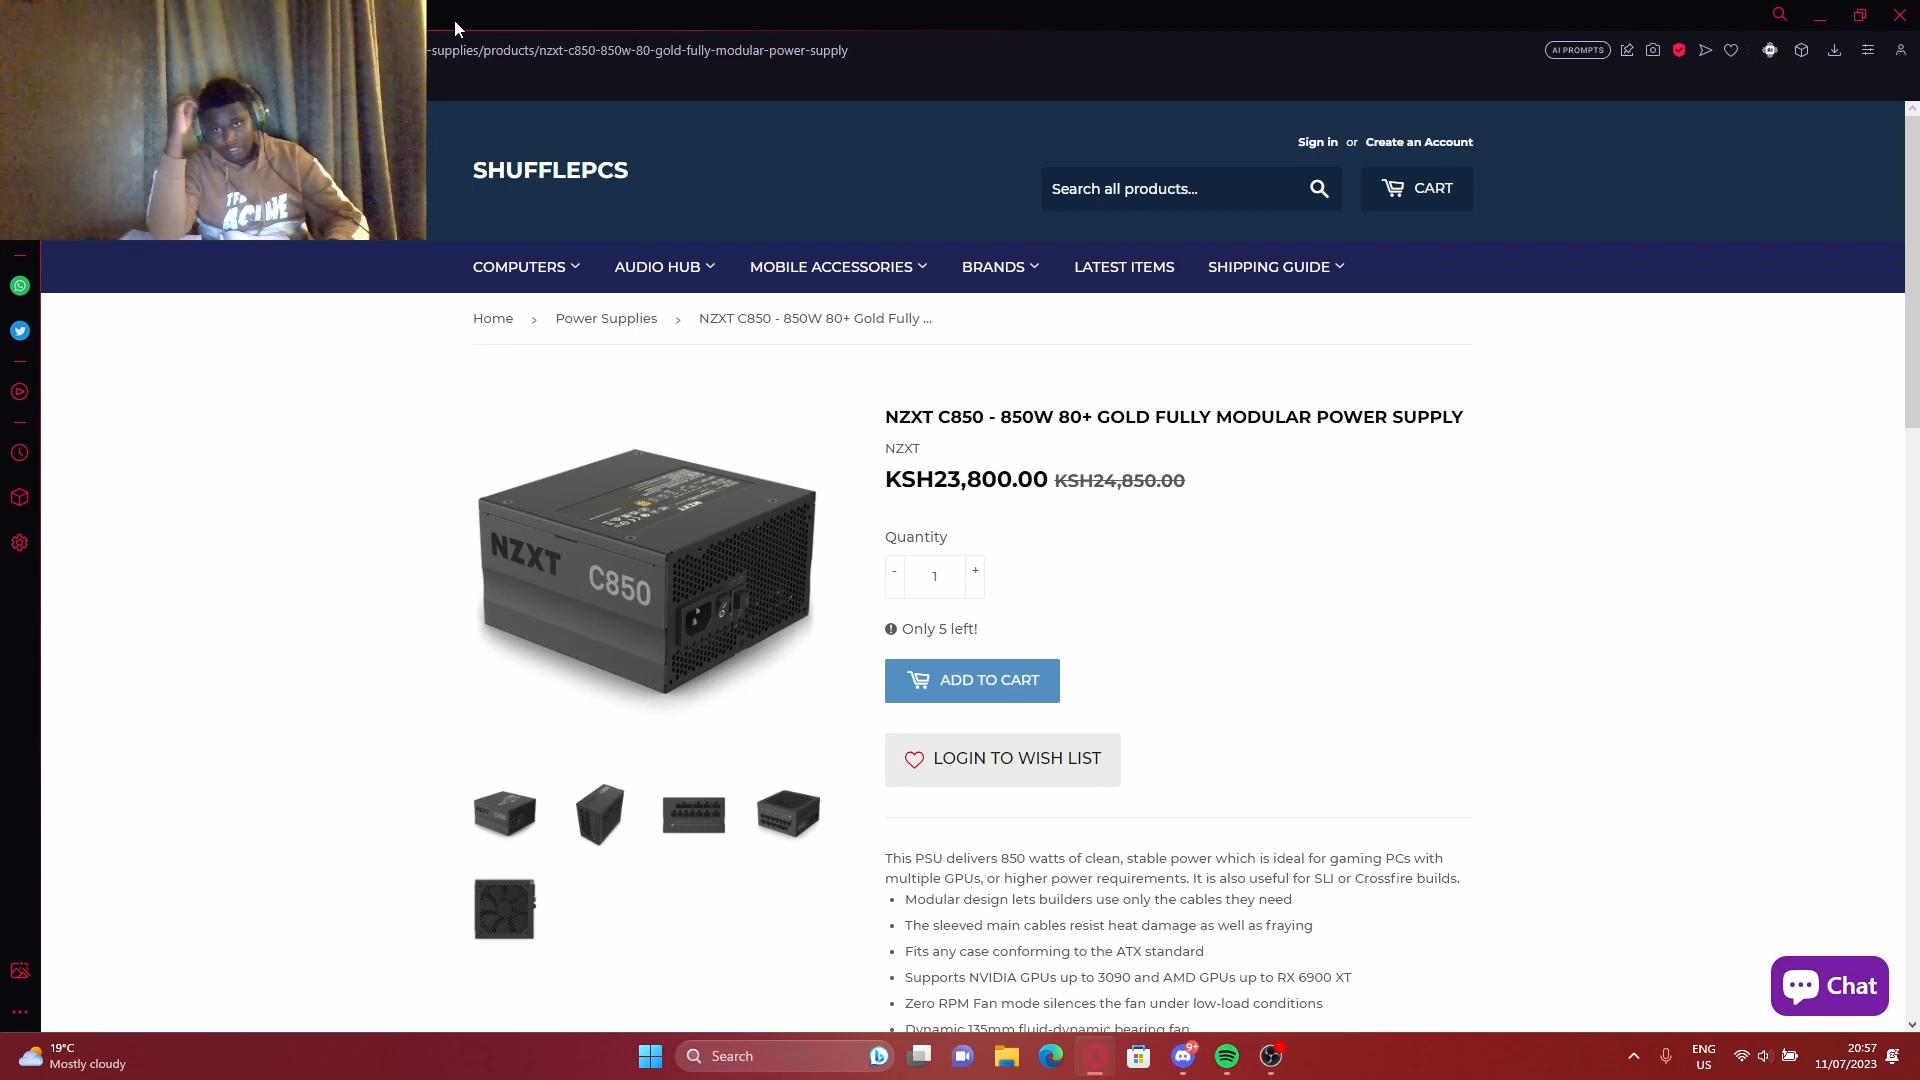 -supplies/products/nzxt-c850-850w-80-gold-fully-modular-power-supply
AI PROMPTS
Sign in or Create an Account
SHUFFLEPCS
Search all products...
CART
COMPUTERS
AUDIO HUB
MOBILE ACCESSORIES
BRANDS
LATEST ITEMS
SHIPPING GUIDE
Home > Power Supplies > NZXT C850 - 850W 80+ Gold Fully ...
NZXT C850 - 850W 80+ GOLD FULLY MODULAR POWER SUPPLY
NZXT
KSH23,800.00 KSH24,850.00
Quantity
- 1 +
Only 5 left!
ADD TO CART
LOGIN TO WISH LIST
NZXT
C850
This PSU delivers 850 watts of clean, stable power which is ideal for gaming PCs with
multiple GPUs, or higher power requirements. It is also useful for SLI or Crossfire builds.
• Modular design lets builders use only the cables they need
• The sleeved main cables resist heat damage as well as fraying
• Fits any case conforming to the ATX standard
• Supports NVIDIA GPUs up to 3090 and AMD GPUs up to RX 6900 XT
• Zero RPM Fan mode silences the fan under low-load conditions
• Dynamic 135mm fluid-dynamic bearing fan
Chat
19°C
Mostly cloudy
Search
9+
ENG
US
20:57
11/07/2023